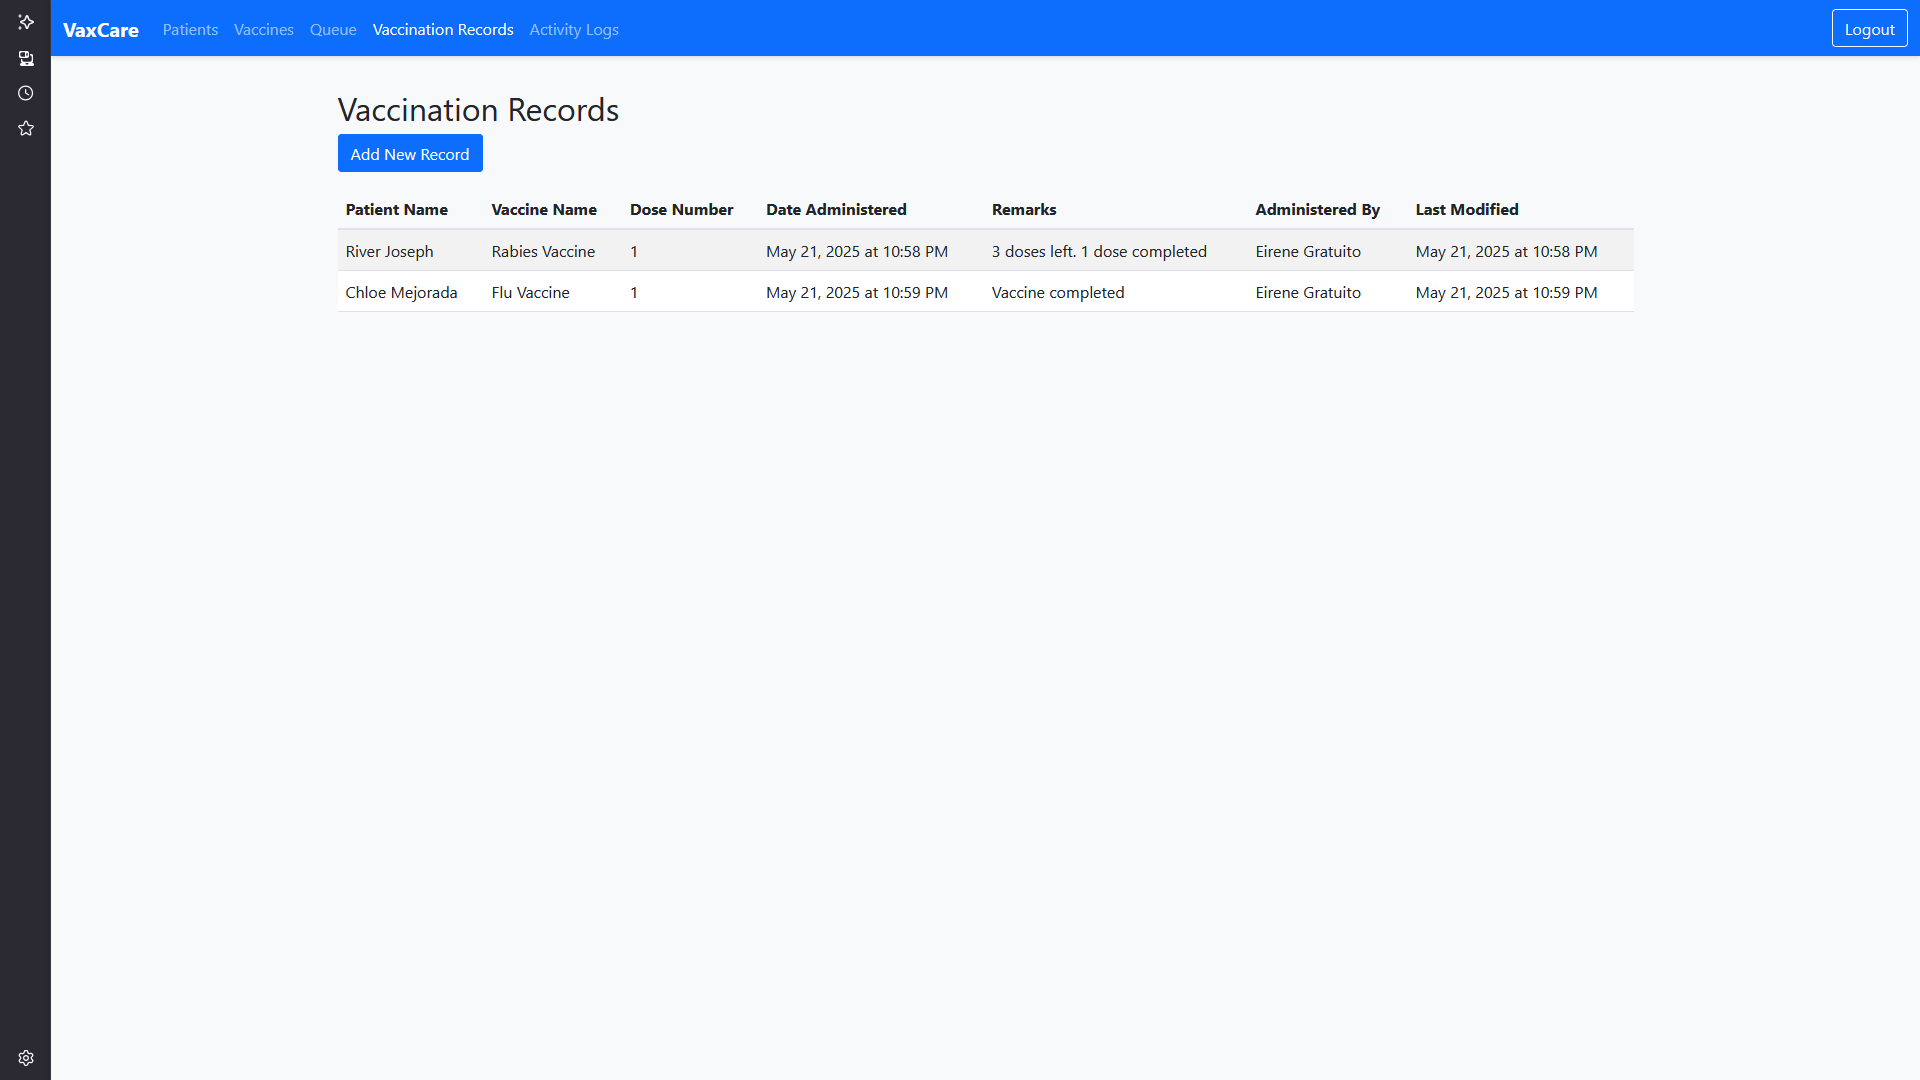 VaxCare Patients Vaccines Queue Vaccination Records Activity Logs Logout
Vaccination Records
Add New Record
Patient Name Vaccine Name Dose Number Date Administered Remarks Administered By Last Modified
River Joseph Rabies Vaccine 1 May 21, 2025 at 10:58 PM 3 doses left. 1 dose completed Eirene Gratuito May 21, 2025 at 10:58 PM
Chloe Mejorada Flu Vaccine 1 May 21, 2025 at 10:59 PM Vaccine completed Eirene Gratuito May 21, 2025 at 10:59 PM